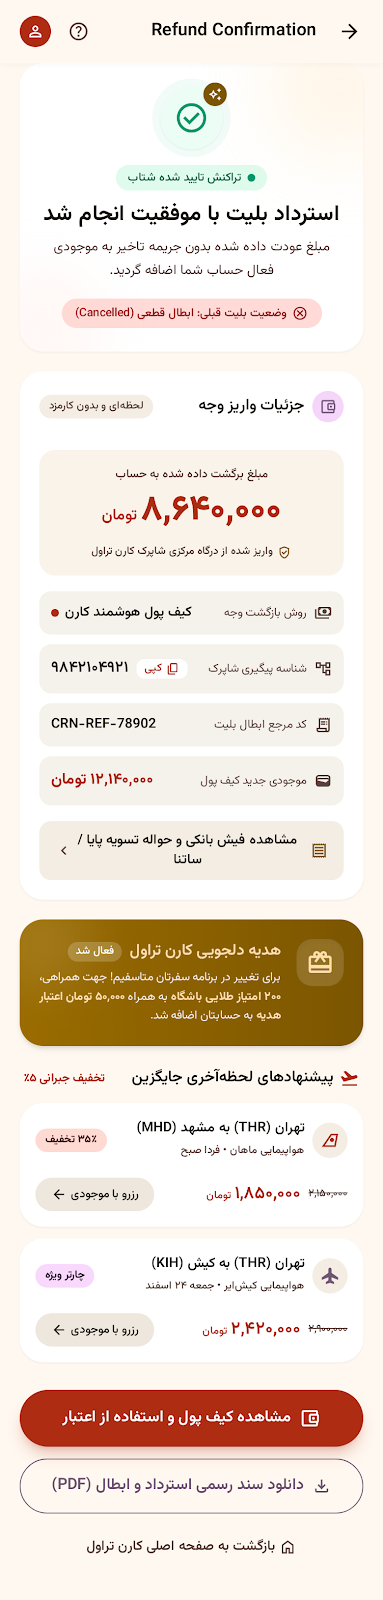 Refund Confirmation
تراکنش تایید شده شتاب
استرداد بلیت با موفقیت انجام شد
مبلغ عودت داده شده بدون جریمه تاخیر به موجودی
فعال حساب شما اضافه گردید.
وضعیت بلیت قبلی: ابطال قطعی (Cancelled)
جزئیات واریز وجه
لحظه‌ای و بدون کارمزد
مبلغ برگشت داده شده به حساب
۸,۶۴۰,۰۰۰ تومان
واریز شده از درگاه مرکزی شاپرک کارن تراول
روش بازگشت وجه
کیف پول هوشمند کارن
شناسه پیگیری شاپرک
کپی
۹۸۴۲۱۰۴۹۲۱
کد مرجع ابطال بلیت
CRN-REF-78902
موجودی جدید کیف پول
۱۲,۱۴۰,۰۰۰ تومان
مشاهده فیش بانکی و حواله تسویه پایا /
ساتنا
هدیه دلجویی کارن تراول
فعال شد
برای تغییر در برنامه سفرتان متاسفیم! جهت همراهی،
۲۰۰ امتیاز طلایی باشگاه به همراه ۵۰,۰۰۰ تومان اعتبار
هدیه به حسابتان اضافه شد.
پیشنهادهای لحظه‌آخری جایگزین
تخفیف جبرانی ۵٪
تهران (THR) به مشهد (MHD)
هواپیمایی ماهان • فردا صبح
۳۵٪ تخفیف
۲,۱۵۰,۰۰۰
۱,۸۵۰,۰۰۰ تومان
رزرو با موجودی
تهران (THR) به کیش (KIH)
هواپیمایی کیش‌ایر • جمعه ۲۴ اسفند
چارتر ویژه
۲,۹۰۰,۰۰۰
۲,۴۲۰,۰۰۰ تومان
رزرو با موجودی
مشاهده کیف پول و استفاده از اعتبار
دانلود سند رسمی استرداد و ابطال (PDF)
بازگشت به صفحه اصلی کارن تراول